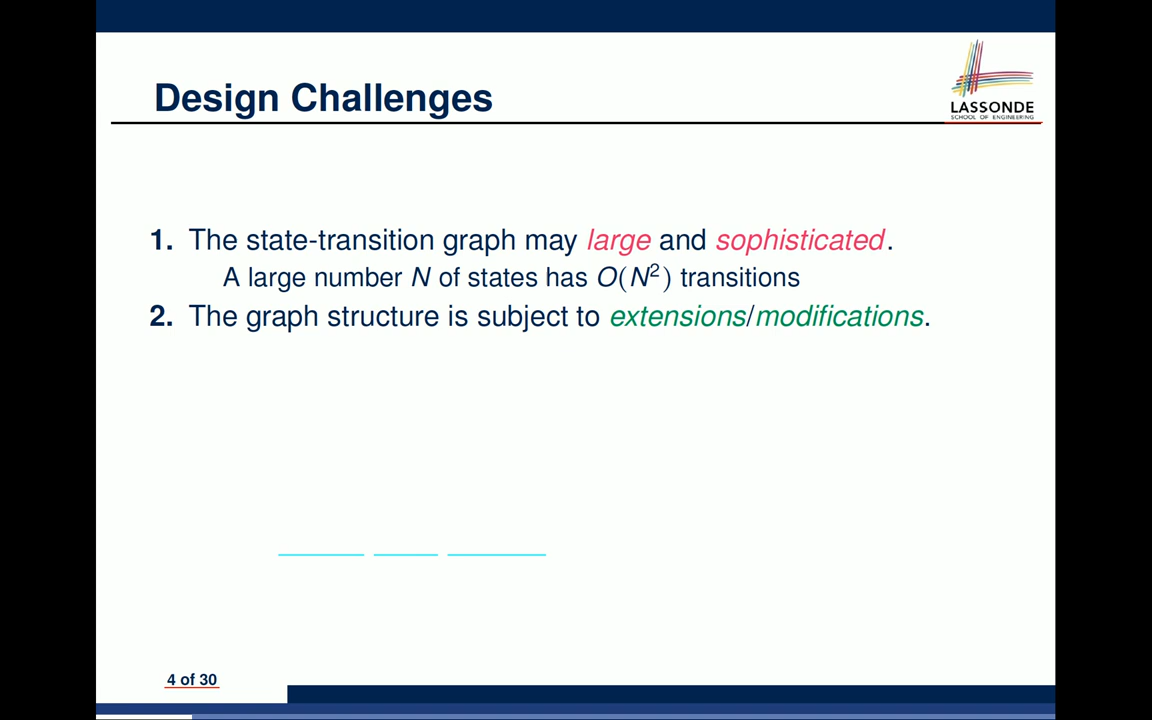 Design Challenges
LASSONDE
SCHOOL OF ENGINEERING
1. The state-transition graph may large and sophisticated.
A large number N of states has O(N²) transitions
2. The graph structure is subject to extensions/modifications.
4 of 30